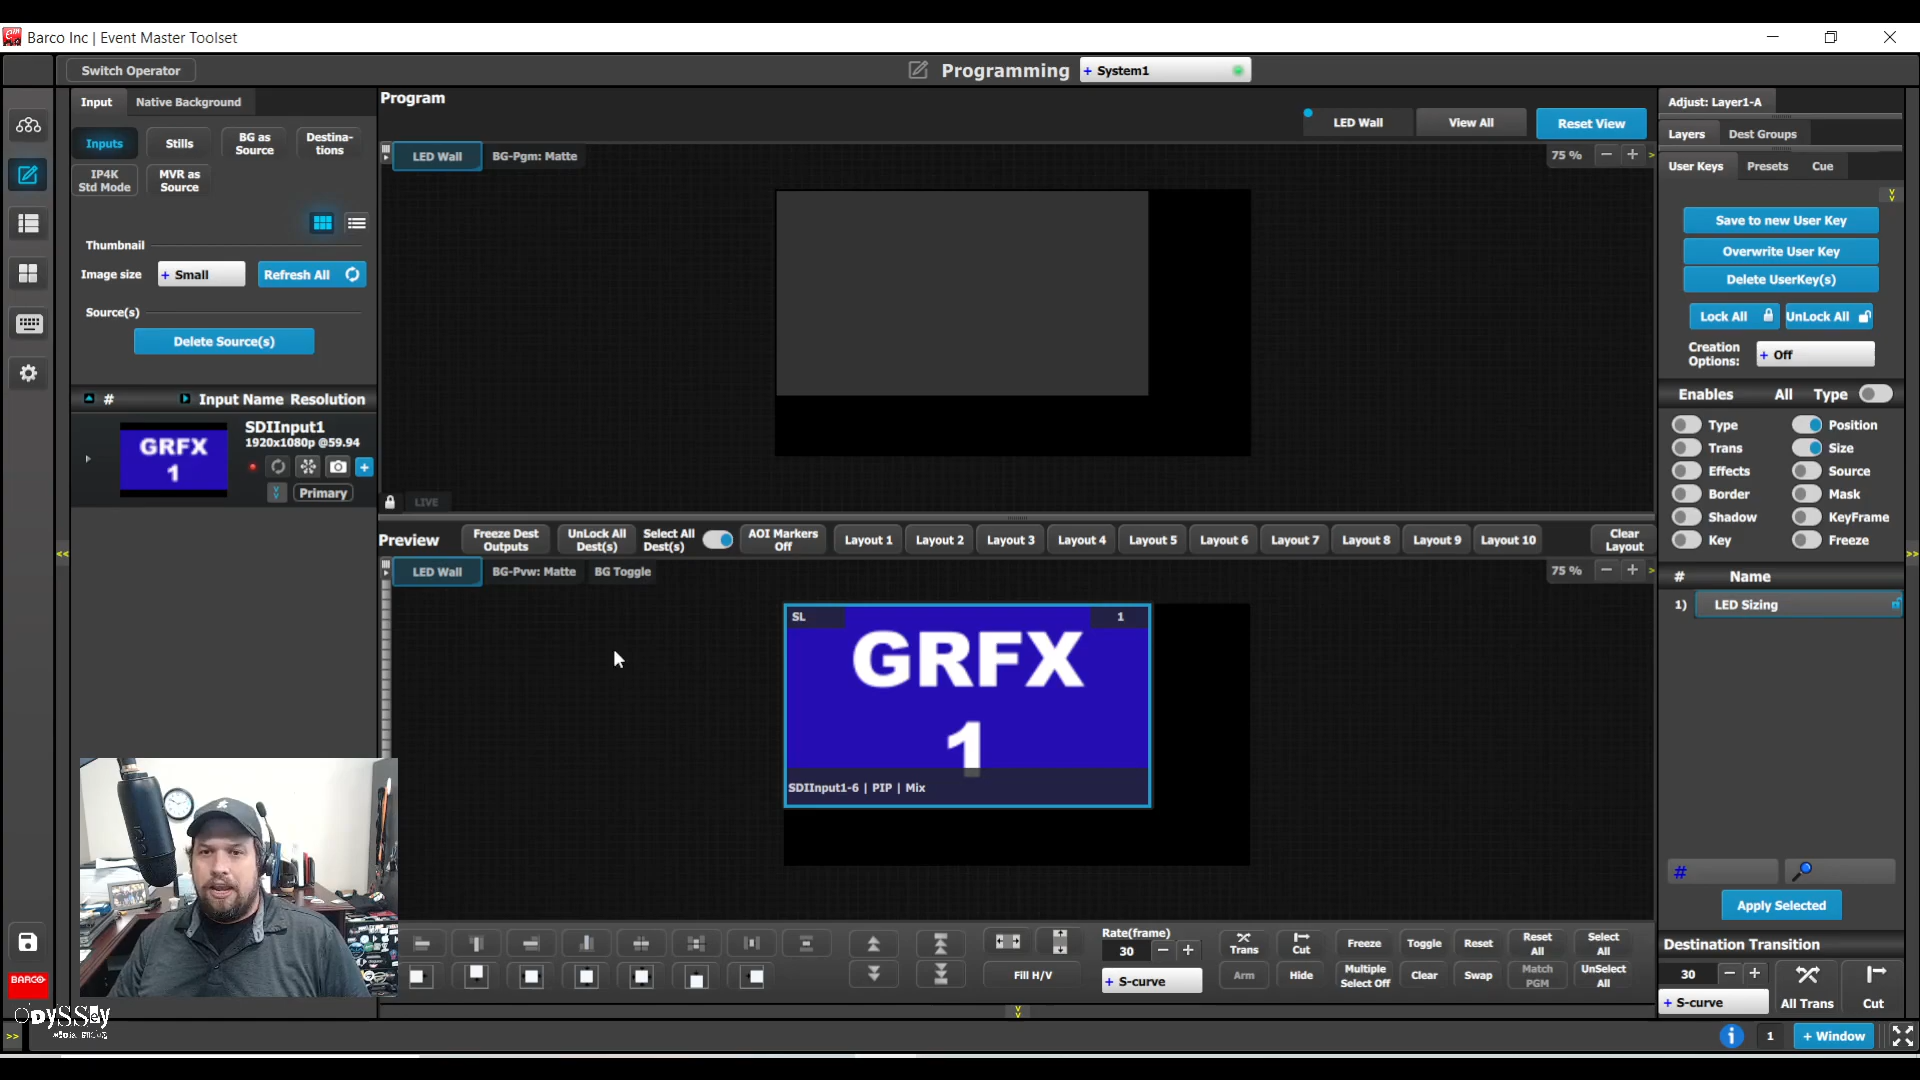 Barco Inc | Event Master Toolset
Switch Operator
Programming
+ System1
Input
Native Background
Inputs
Stills
BG as
Source
Destina-
tions
IP4K
Std Mode
MVR as
Source
Thumbnail
Image size
+ Small
Refresh All
Source(s)
Delete Source(s)
# Input Name Resolution
GRFX
1
SDIInput1
1920x1080p @59.94
Primary
Program
LED Wall
View All
Reset View
LED Wall
BG-Pgm: Matte
75 %
LIVE
Preview
Freeze Dest
Outputs
UnLock All
Dest(s)
Select All
Dest(s)
AOI Markers
Off
Layout 1
Layout 2
Layout 3
Layout 4
Layout 5
Layout 6
Layout 7
Layout 8
Layout 9
Layout 10
Clear
Layout
LED Wall
BG-Pvw: Matte
BG Toggle
75 %
SL
1
GRFX
1
SDIInput1-6 | PIP | Mix
Fill H/V
Rate(frame)
30
+ S-curve
Trans
Arm
Cut
Hide
Freeze
Multiple
Select Off
Toggle
Clear
Reset
Swap
Reset
All
Match
PGM
Select
All
UnSelect
All
Adjust: Layer1-A
Layers
Dest Groups
User Keys
Presets
Cue
Save to new User Key
Overwrite User Key
Delete UserKey(s)
Lock All
UnLock All
Creation
Options:
+ Off
Enables
All
Type
Type
Position
Trans
Size
Effects
Source
Border
Mask
Shadow
KeyFrame
Key
Freeze
# Name
1) LED Sizing
#
Apply Selected
Destination Transition
30
+ S-curve
All Trans
Cut
BARCO
Odyssey
1
+ Window